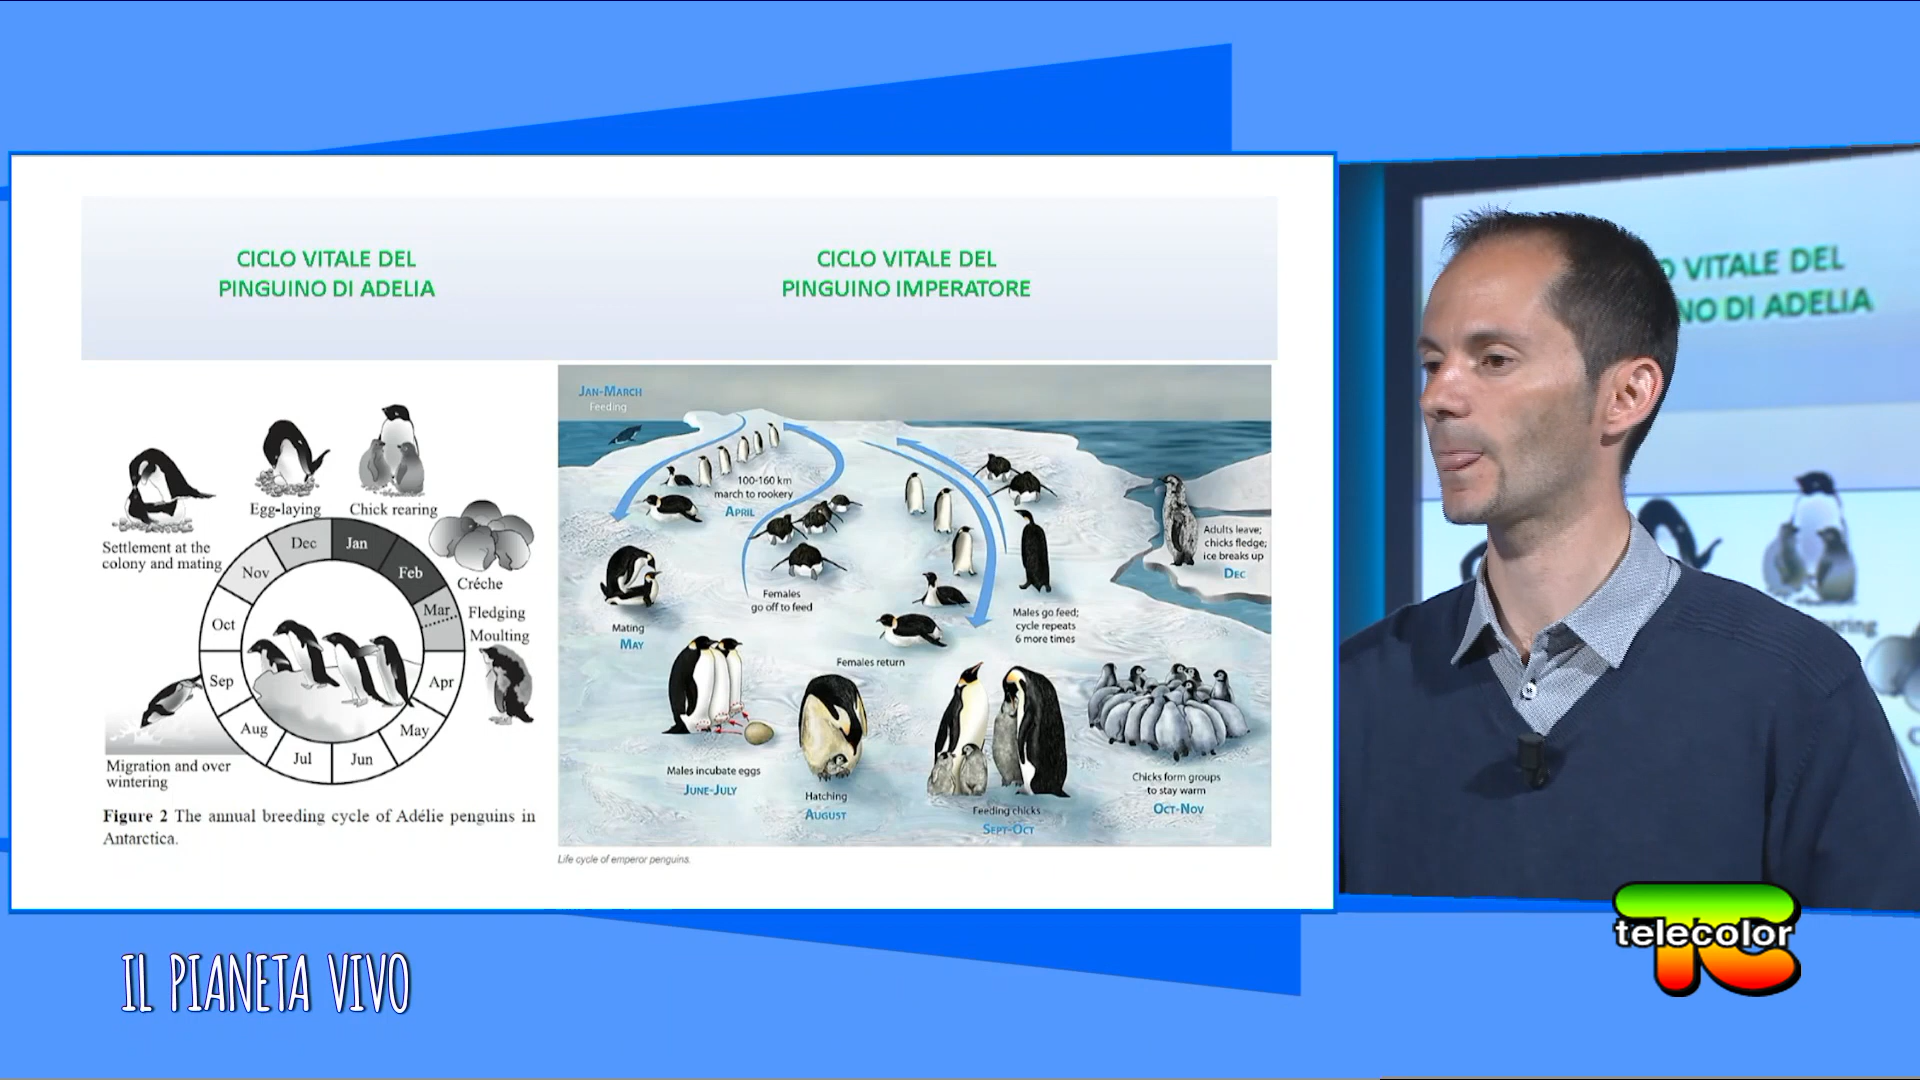 CICLO VITALE DEL
PINGUINO DI ADELIA
CICLO VITALE DEL
PINGUINO IMPERATORE
Settlement at the
colony and mating
Egg-laying
Chick rearing
Créche
Fledging
Moulting
Migration and over
wintering
Jan
Feb
Mar
Apr
May
Jun
Jul
Aug
Sep
Oct
Nov
Dec
Figure 2 The annual breeding cycle of Adélie penguins in
Antarctica.
JAN-MARCH
Feeding
100-160 km
march to rookery
APRIL
Mating
MAY
Females
go off to feed
Males incubate eggs
JUNE-JULY
Hatching
AUGUST
Females return
Males go feed;
cycle repeats
6 more times
Feeding chicks
SEPT-OCT
Chicks form groups
to stay warm
OCT-NOV
Adults leave;
chicks fledge;
ice breaks up
DEC
Life cycle of emperor penguins.
O VITALE DEL
NO DI ADELIA
IL PIANETA VIVO
telecolor
TC